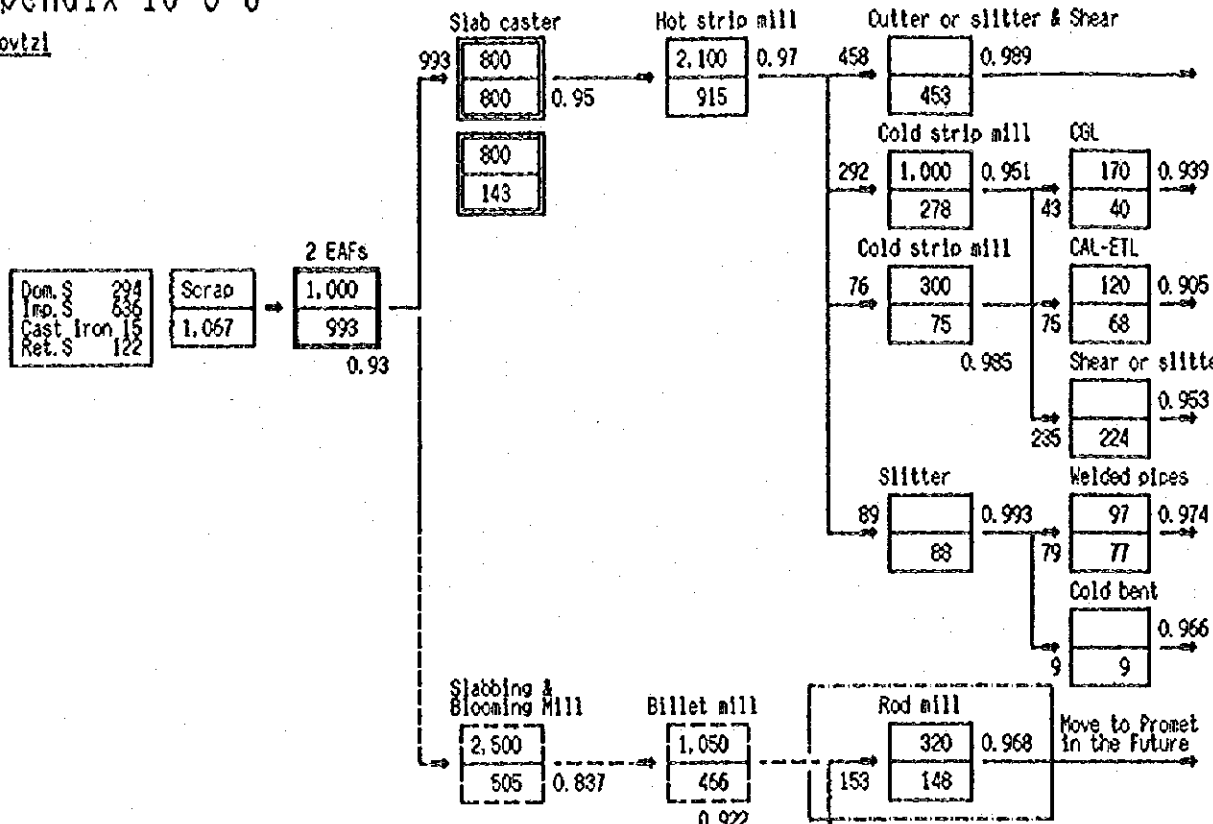 Slab caster Hot strip mill Cutter or slitter & Shear
993 800 2,100 0.97 458 0.989
800 0.95 915 453
Cold strip mill CGL
800 292 1,000 0.951 170 0.939
143 278 43 40
2 EAFs Cold strip mill CAL-ETL
Dom.S 294 Scrap 1,000 76 300 120 0.905
Imp.S 636
Cast Iron 15 1,067 993 75 75 68
Ret.S 122
0.93 0.985 Shear or
0.953
235 224
Slitter Welded pipes
89 0.993 97 0.974
88 79 77
Cold bent
0.966
9 9
Slabbing &
Blooming Mill Billet mill Rod mill Move to Promet
in the Future
1,050 320 0.968
505 0.837 466 153 148
0.922